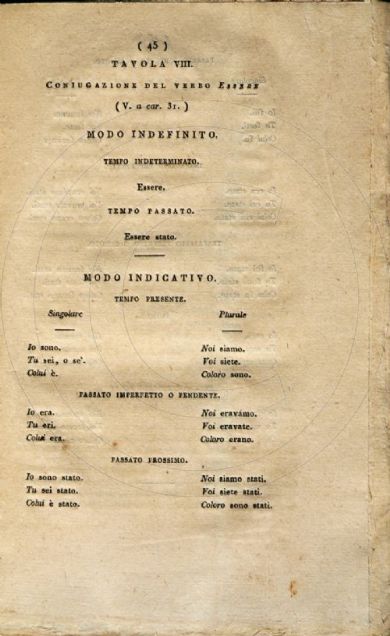 ( 45 )
TAVOLA VIII.
CONIUGAZIONE DEL VERBO ESSERE
( V. a car. 31. )
MODO INDEFINITO.
TEMPO INDETERMINATO.
Essere.
TEMPO PASSATO.
Essere stato.
MODO INDICATIVO.
TEMPO PRESENTE.
Singolare Plurale
Io sono. Noi siamo.
Tu sei, o se'. Voi siete.
Colui è. Coloro sono.
PASSATO IMPERFETTO O PENDENTE.
Io era. Noi eravámo.
Tu eri. Voi eravate.
Colui era. Coloro erano.
PASSATO PROSSIMO.
Io sono stato. Noi siamo stati.
Tu sei stato. Voi siete stati.
Colui è stato. Coloro sono stati.